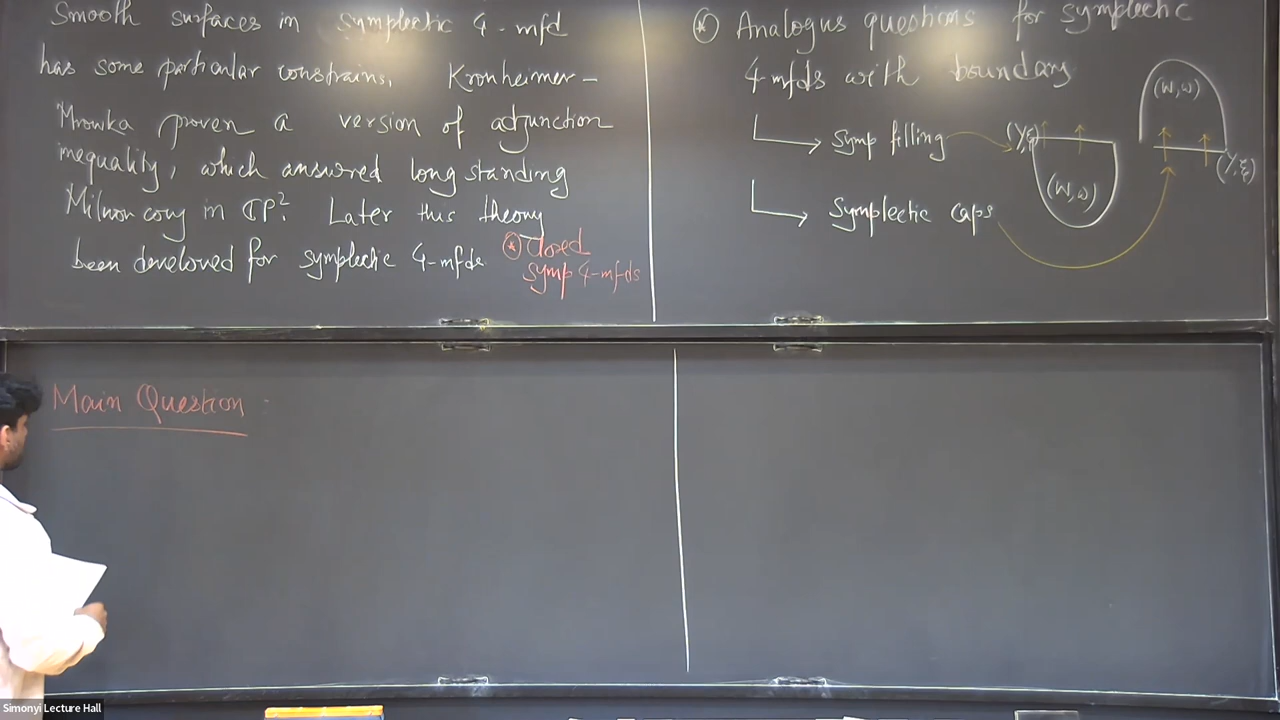 Smooth surfaces in symplectic 4-mfd
has some particular constrains, Kronheimer-
Mrowka proven a version of adjunction
inequality, which answered long standing
Milnor conj in CP². Later this theory
been develoved for symplectic 4-mfds.
⊛ Closed
symp 4-mfds
⊛ Analogus questions for symplectic
4-mfds with boundary
Symp filling
(Y,ξ)
(W,ω)
Symplectic caps
(W,ω)
(Y,ξ)
Main Question :
Simonyi Lecture Hall